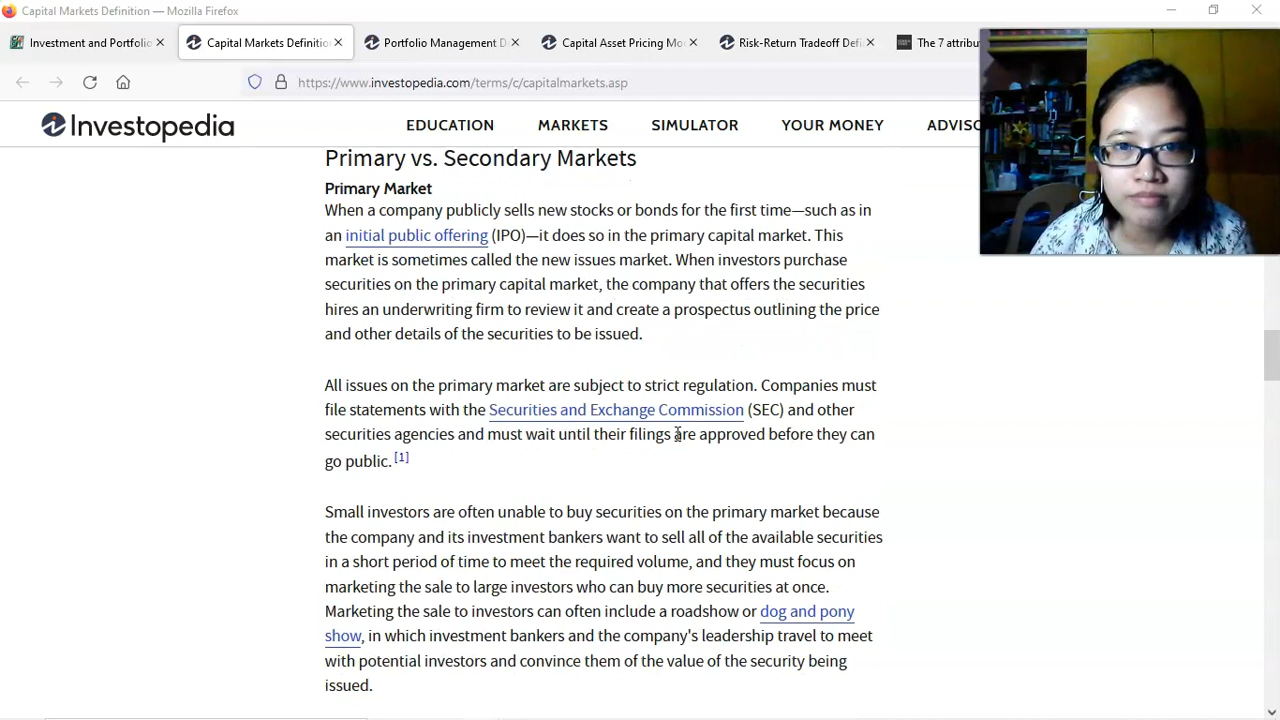 Capital Markets Definition — Mozilla Firefox
Investment and Portfolio
Capital Markets Definitio
Portfolio Management D
Capital Asset Pricing Mo
Risk-Return Tradeoff Defi
The 7 attribu
https://www.investopedia.com/terms/c/capitalmarkets.asp
Investopedia
EDUCATION MARKETS SIMULATOR YOUR MONEY ADVISO
Primary vs. Secondary Markets
Primary Market
When a company publicly sells new stocks or bonds for the first time—such as in
an initial public offering (IPO)—it does so in the primary capital market. This
market is sometimes called the new issues market. When investors purchase
securities on the primary capital market, the company that offers the securities
hires an underwriting firm to review it and create a prospectus outlining the price
and other details of the securities to be issued.
All issues on the primary market are subject to strict regulation. Companies must
file statements with the Securities and Exchange Commission (SEC) and other
securities agencies and must wait until their filings are approved before they can
go public. [1]
Small investors are often unable to buy securities on the primary market because
the company and its investment bankers want to sell all of the available securities
in a short period of time to meet the required volume, and they must focus on
marketing the sale to large investors who can buy more securities at once.
Marketing the sale to investors can often include a roadshow or dog and pony
show, in which investment bankers and the company's leadership travel to meet
with potential investors and convince them of the value of the security being
issued.